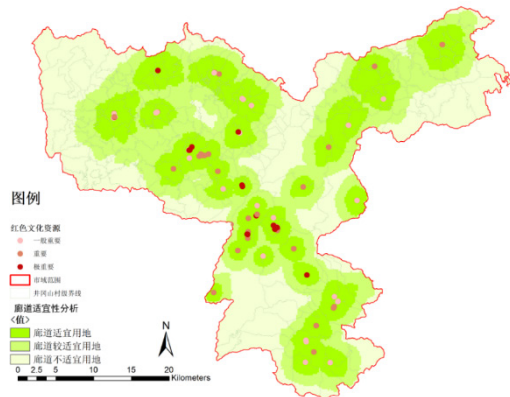 图例
红色文化资源
一般重要
重要
极重要
市域范围
井冈山村级界线
廊道适宜性分析
<值>
廊道适宜用地
廊道较适宜用地
廊道不适宜用地
N
0 2.5 5 10 15 20
Kilometers